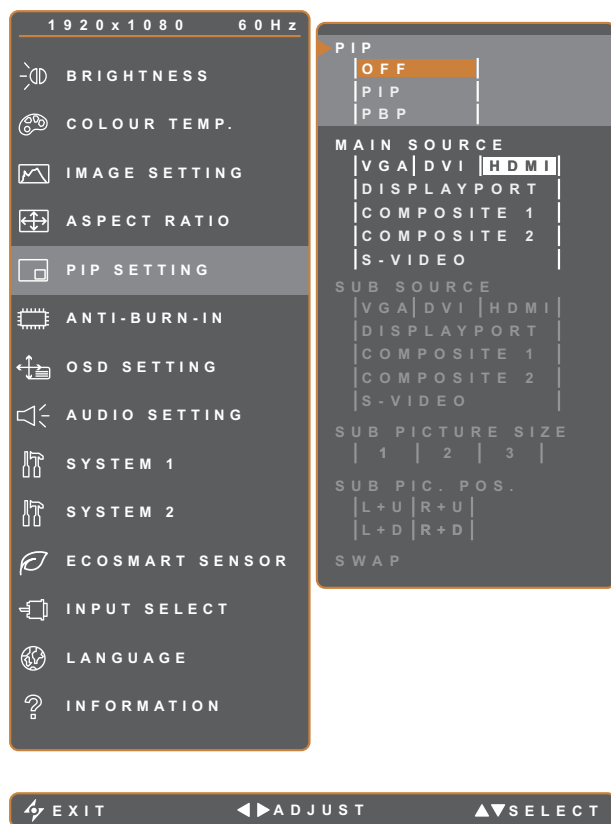 1920x1080 60Hz
BRIGHTNESS
COLOUR TEMP.
IMAGE SETTING
ASPECT RATIO
PIP SETTING
ANTI-BURN-IN
OSD SETTING
AUDIO SETTING
SYSTEM 1
SYSTEM 2
ECOSMART SENSOR
INPUT SELECT
LANGUAGE
INFORMATION
PIP
OFF
PIP
PBP
MAIN SOURCE
VGA DVI HDMI
DISPLAYPORT
COMPOSITE 1
COMPOSITE 2
S-VIDEO
SUB SOURCE
VGA DVI HDMI
DISPLAYPORT
COMPOSITE 1
COMPOSITE 2
S-VIDEO
SUB PICTURE SIZE
1 2 3
SUB PIC. POS.
L+U R+U
L+D R+D
SWAP
EXIT ADJUST SELECT